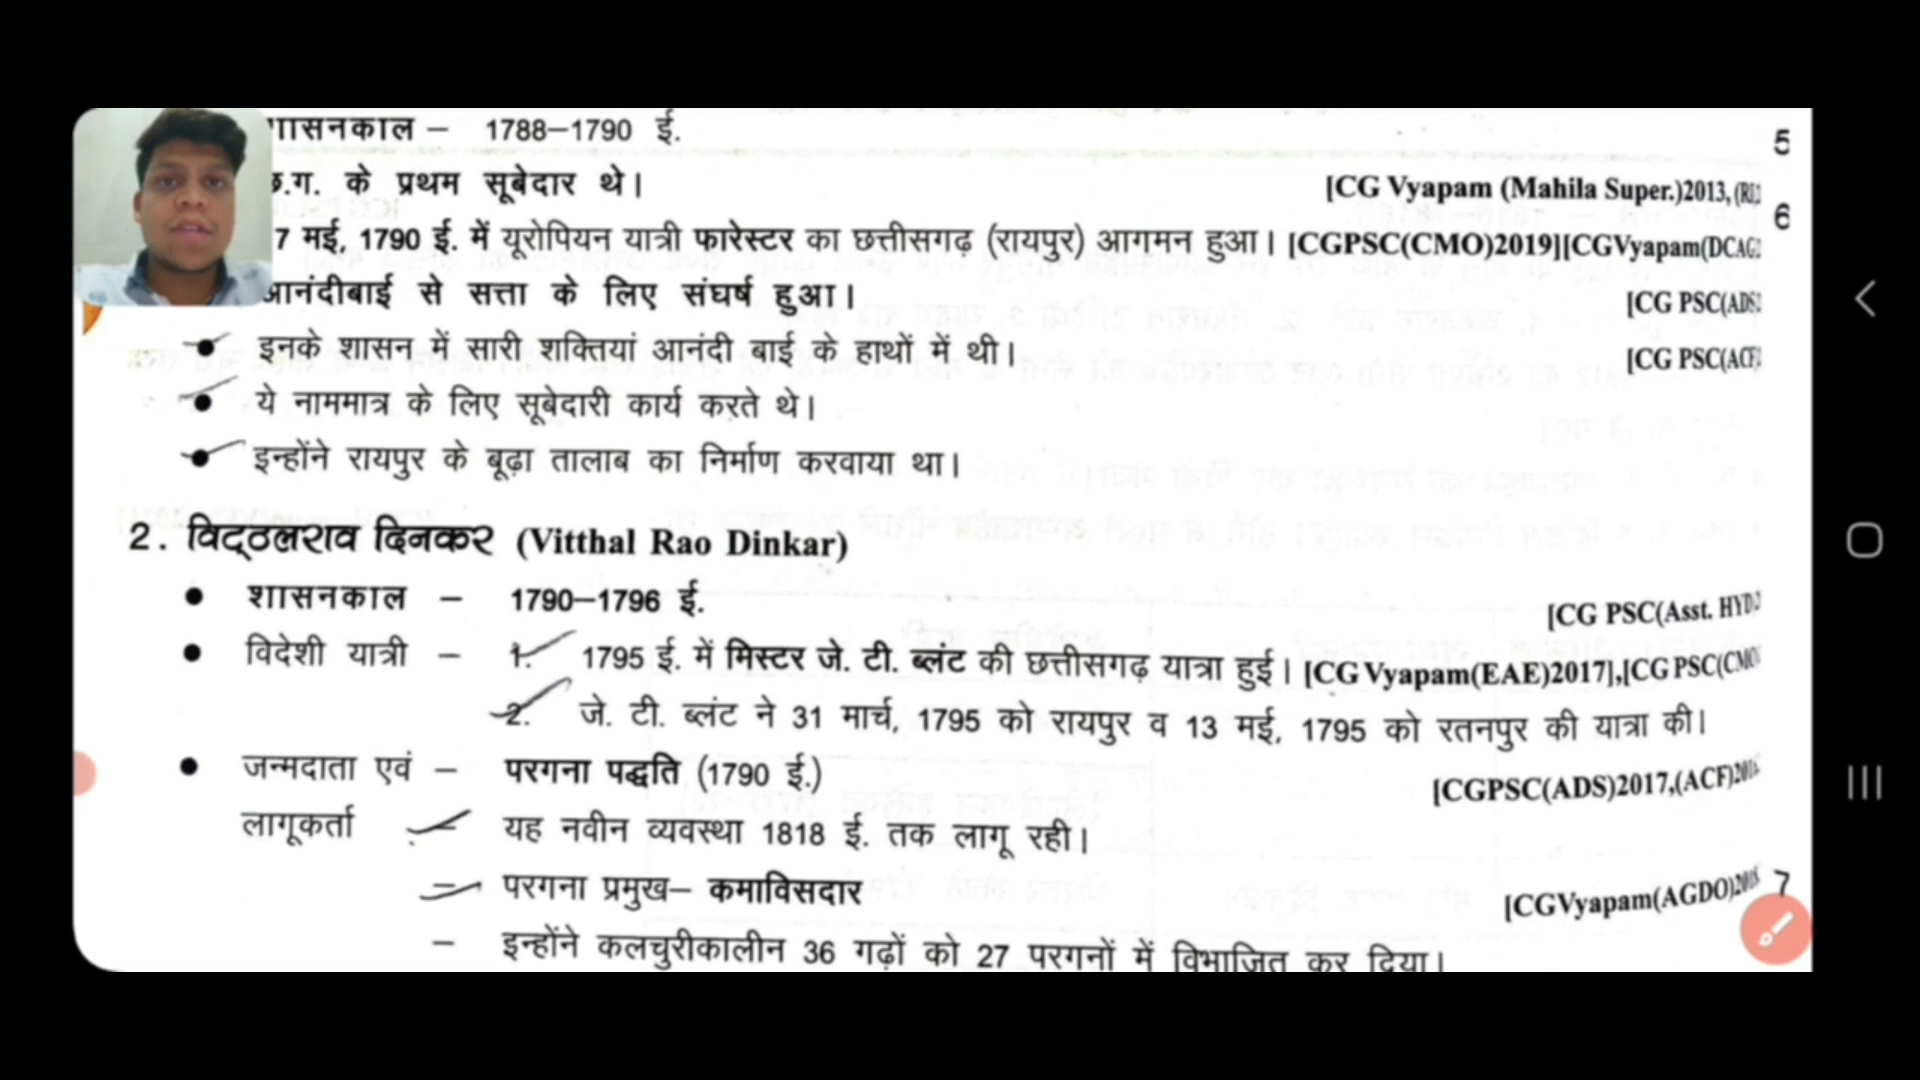 शासनकाल – 1788–1790 ई.
5
छ.ग. के प्रथम सूबेदार थे। [CG Vyapam (Mahila Super.)2013,
6
7 मई, 1790 ई. में यूरोपियन यात्री फारेस्टर का छत्तीसगढ़ (रायपुर) आगमन हुआ। [CGPSC(CMO)2019][CGVyapam(DCAG
आनंदीबाई से सत्ता के लिए संघर्ष हुआ। [CG PSC(ADS
● इनके शासन में सारी शक्तियां आनंदी बाई के हाथों में थी। [CG PSC(ACF
● ये नाममात्र के लिए सूबेदारी कार्य करते थे।
● इन्होंने रायपुर के बूढ़ा तालाब का निर्माण करवाया था।
2. विट्ठलराव दिनकर (Vitthal Rao Dinkar)
● शासनकाल – 1790–1796 ई. [CG PSC(Asst. HYD
● विदेशी यात्री – 1. 1795 ई. में मिस्टर जे. टी. ब्लंट की छत्तीसगढ़ यात्रा हुई। [CG Vyapam(EAE)2017],[CG PSC(CMO
2. जे. टी. ब्लंट ने 31 मार्च, 1795 को रायपुर व 13 मई, 1795 को रतनपुर की यात्रा की।
● जन्मदाता एवं – परगना पद्धति (1790 ई.) [CGPSC(ADS)2017,(ACF)
लागूकर्ता – यह नवीन व्यवस्था 1818 ई. तक लागू रही।
– परगना प्रमुख– कमाविसदार [CGVyapam(AGDO)
7
– इन्होंने कलचुरीकालीन 36 गढ़ों को 27 परगनों में विभाजित कर दिया।